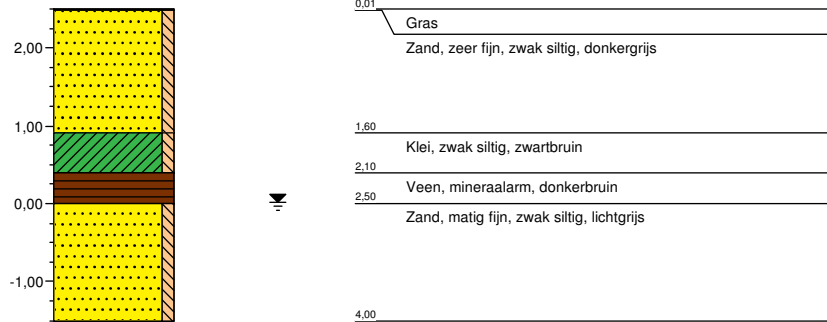 0,01
Gras
2,00
Zand, zeer fijn, zwak siltig, donkergrijs
1,00
1,60
Klei, zwak siltig, zwartbruin
2,10
Veen, mineraalarm, donkerbruin
0,00
2,50
Zand, matig fijn, zwak siltig, lichtgrijs
-1,00
4,00